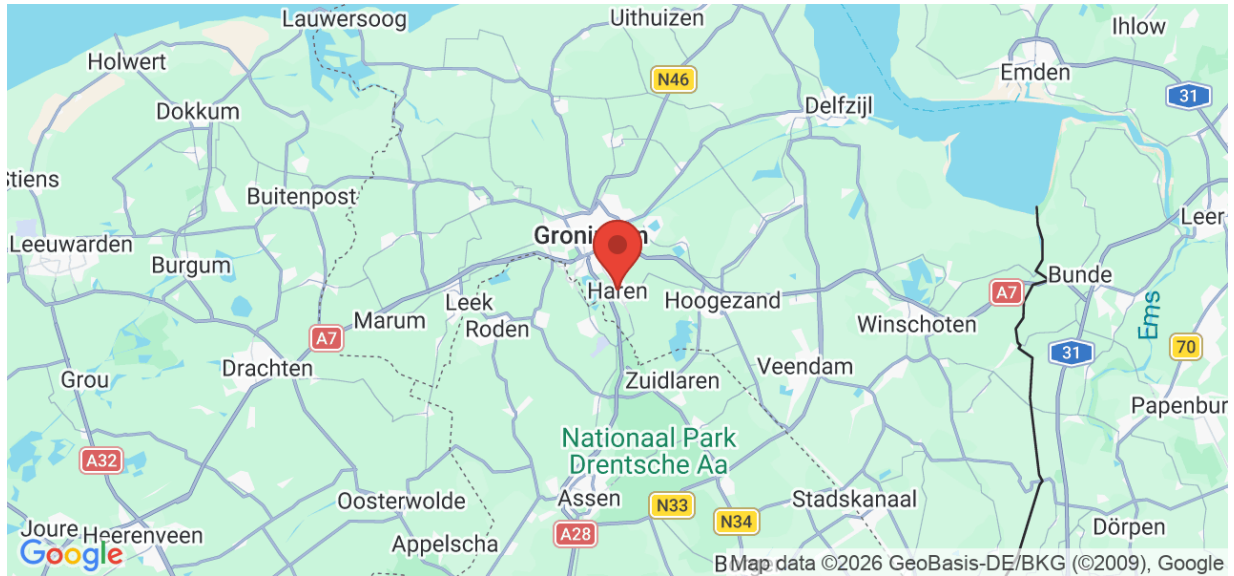 Lauwersoog
Uithuizen
Ihlow
Holwert
N46
Emden
31
Dokkum
Delfzijl
Stiens
Buitenpost
Leer
Leeuwarden
Burgum
Bunde
Haren
Leek
Hoogezand
A7
Ems
Marum
Roden
Winschoten
A7
70
31
Drachten
Grou
Zuidlaren
Veendam
Nationaal Park
Drentsche Aa
A32
Oosterwolde
Assen
N33
Stadskanaal
N34
Dörpen
Joure
Heerenveen
A28
Appelscha
Google
Map data ©2026 GeoBasis-DE/BKG (©2009), Google